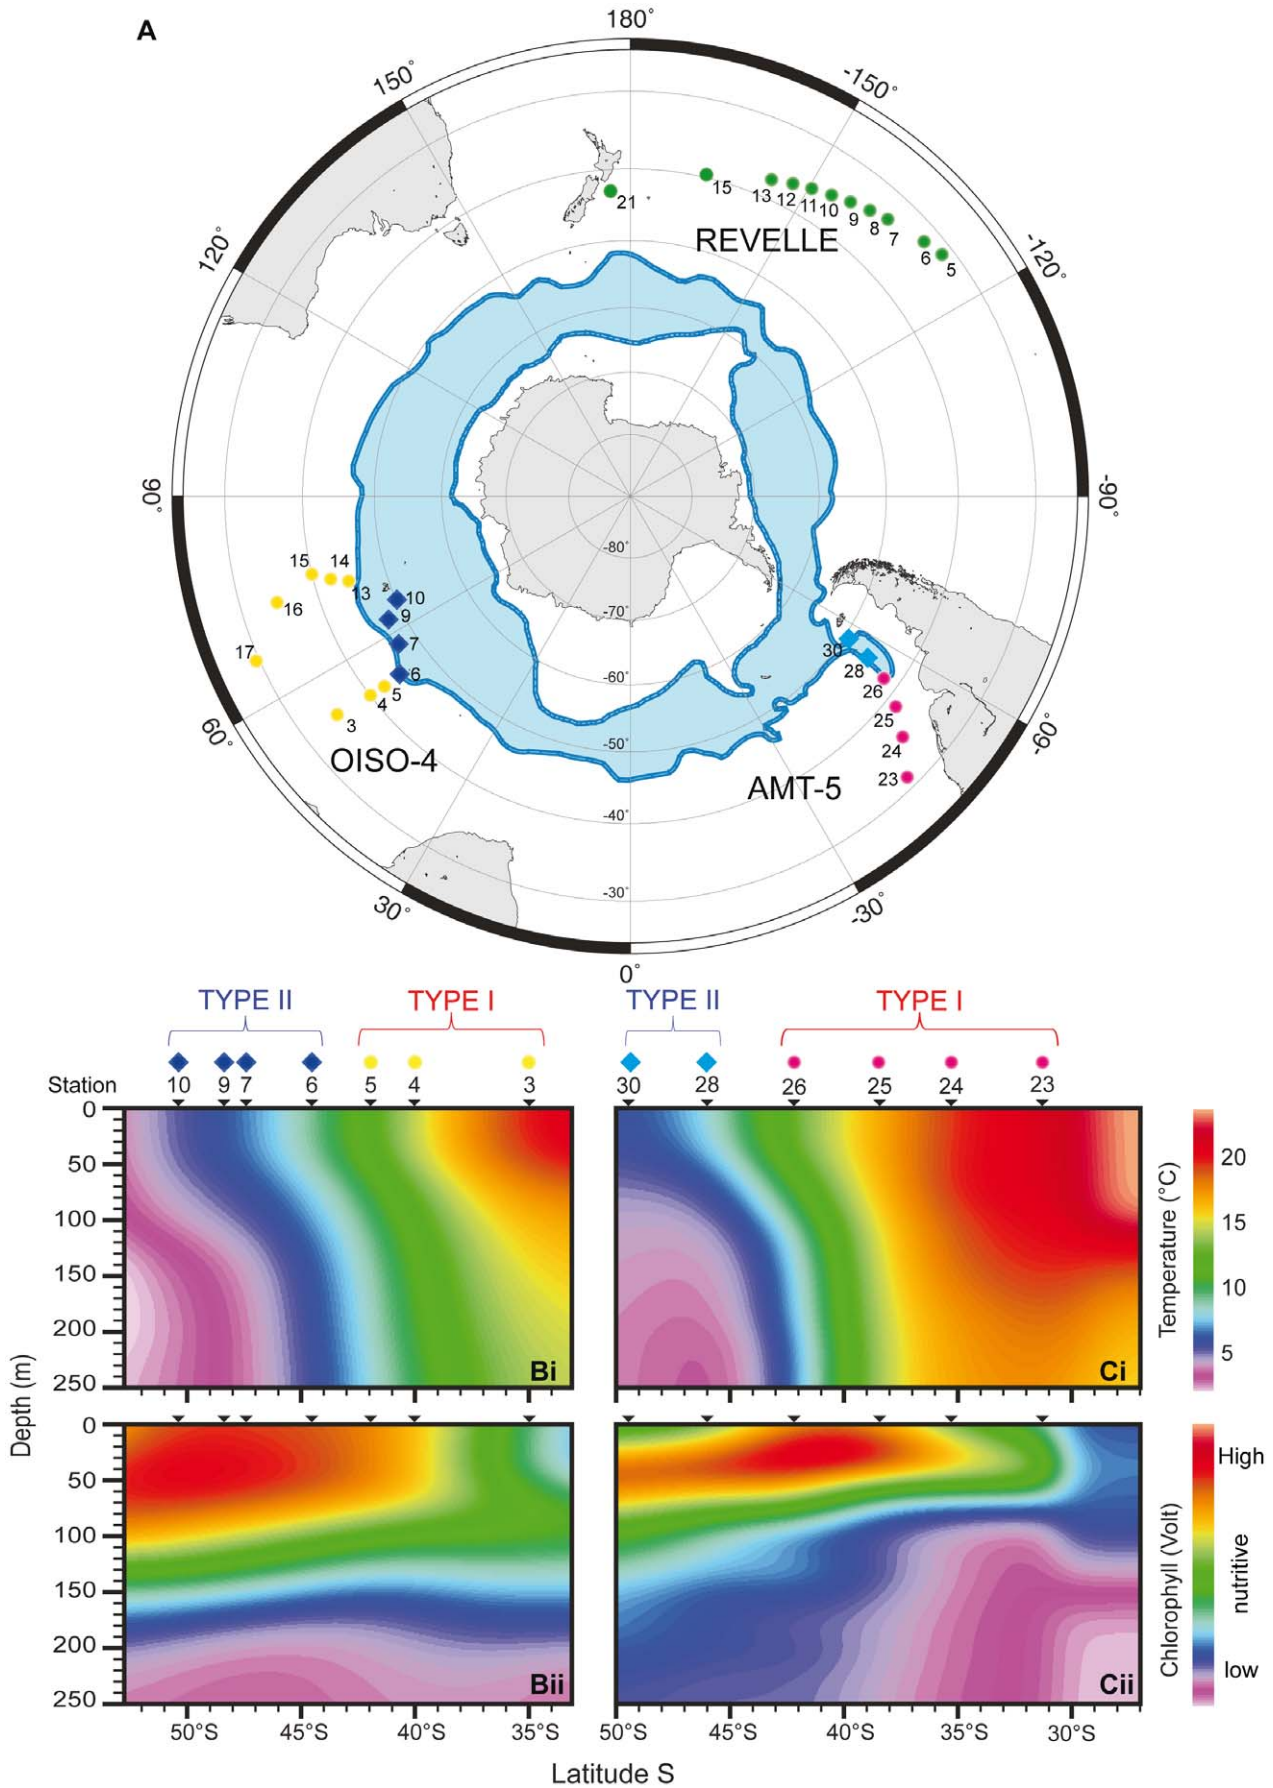 A
180°
150°
-150°
120°
-120°
90°
-90°
60°
-60°
30°
-30°
0°
21
15
13
12
11
10
9
8
7
6
5
REVELLE
-80°
-70°
-60°
-50°
-40°
-30°
15
14
13
16
17
10
9
7
6
5
4
3
OISO-4
30
28
26
25
24
23
AMT-5
TYPE II
TYPE I
TYPE II
TYPE I
Station
10
9
7
6
5
4
3
30
28
26
25
24
23
0
50
100
150
200
250
Bi
Ci
Temperature (°C)
20
15
10
5
Depth (m)
0
50
100
150
200
250
Bii
Cii
Chlorophyll (Volt)
High
nutritive
low
50°S
45°S
40°S
35°S
50°S
45°S
40°S
35°S
30°S
Latitude S